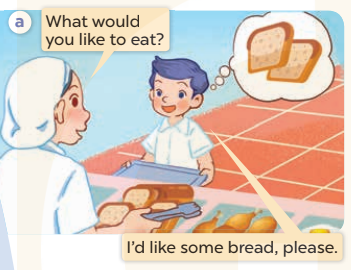 a
What would
you like to eat?
I'd like some bread, please.